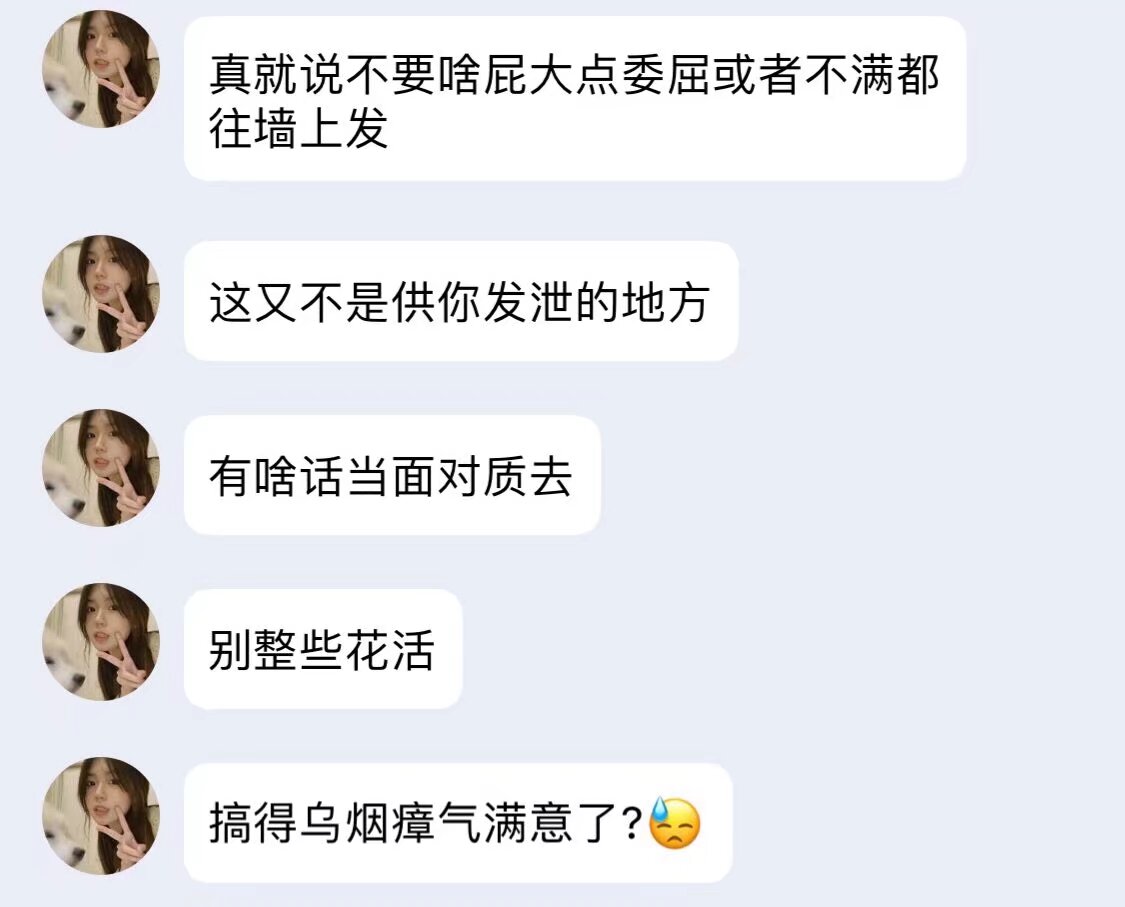 真就说不要啥屁大点委屈或者不满都
往墙上发
这又不是供你发泄的地方
有啥话当面对质去
别整些花活
搞得乌烟瘴气满意了?😓